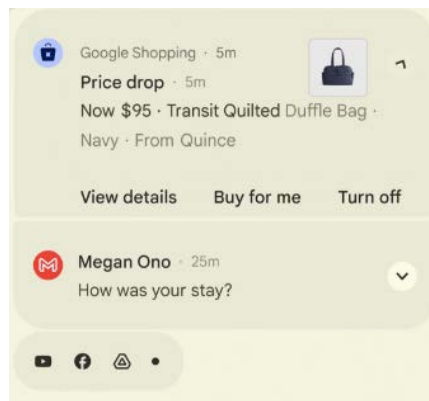 Google Shopping · 5m
Price drop · 5m
Now $95 · Transit Quilted Duffle Bag ·
Navy · From Quince
View details Buy for me Turn off
Megan Ono · 25m
How was your stay?